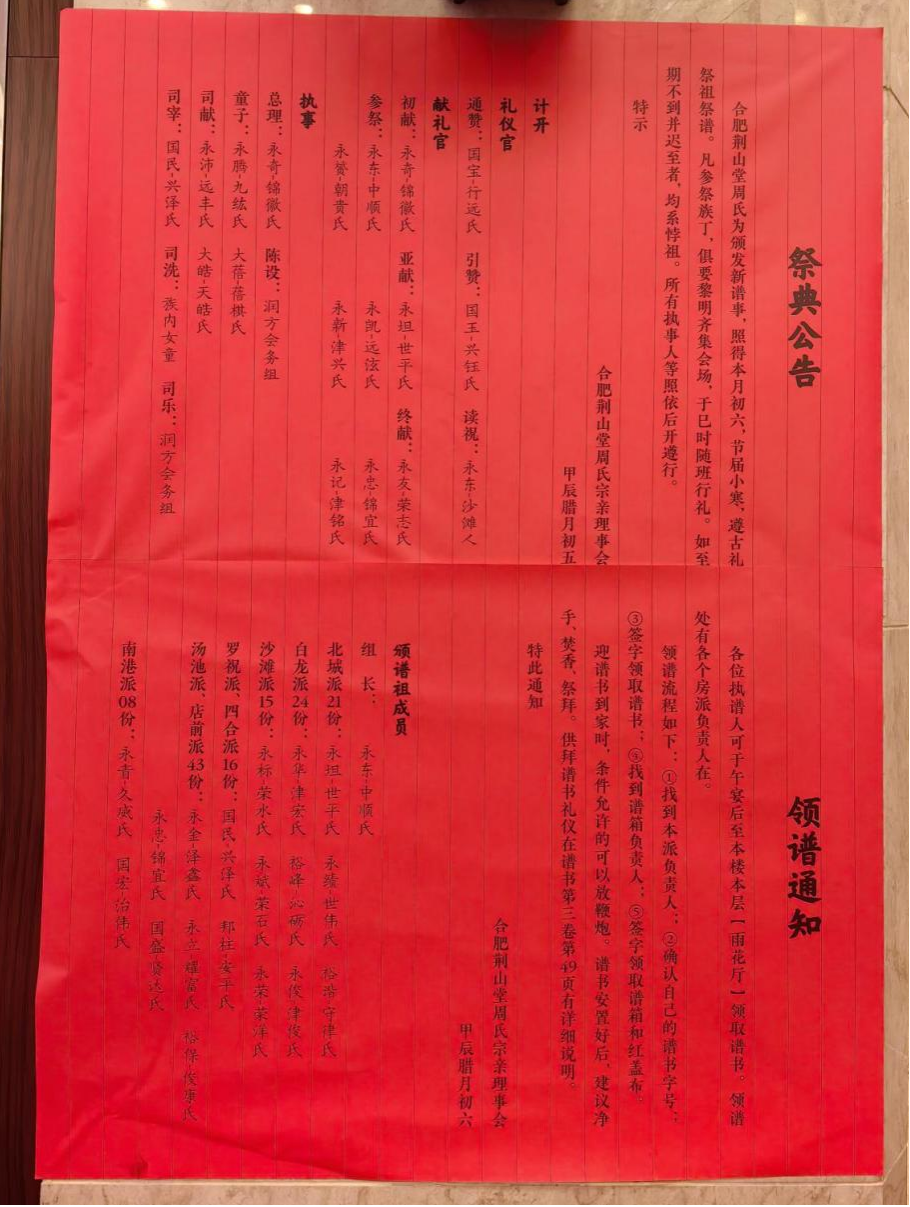 祭典公告
合肥荆山堂周氏为颁发新谱事，照得本月初六，节届小寒，遵古礼
祭祖祭谱。凡参祭族丁，俱要黎明齐集会场，于巳时随班行礼。如至
期不到并迟至者，均系悖祖。所有执事人等照依后开遵行。
特示
合肥荆山堂周氏宗亲理事会
甲辰腊月初五
计开
礼仪官
通赞：国宝-行远氏 引赞：国玉-兴钰氏 读祝：永东-沙滩人
献礼官
初献：永奇-锦徽氏 亚献：永坦-世平氏 终献：永友-荣志氏
参祭：永东-中顺氏 永凯-远泫氏 永忠-锦宜氏
永赟-朝贵氏 永新-津兴氏 永记-津铭氏
执事
总理：永奇-锦徽氏 陈设：润方会务组
童子：永腾-九纮氏 大蓓-蓓棋氏
司献：永沛-远丰氏 大皓-天皓氏
司宰：国民-兴泽氏 司洗：族内女童 司乐：润方会务组
领谱通知
各位执谱人可于午宴后至本楼本层【雨花厅】领取谱书。领谱
处有各个房派负责人在。
领谱流程如下：①找到本派负责人；②确认自己的谱书字号；
③签字领取谱书；④找到谱箱负责人；⑤签字领取谱箱和红盖布。
迎谱书到家时，条件允许的可以放鞭炮。谱书安置好后，建议净
手、焚香、祭拜。供拜谱书礼仪在谱书第三卷第49页有详细说明。
特此通知
合肥荆山堂周氏宗亲理事会
甲辰腊月初六
颁谱祖成员
组 长：永东-中顺氏
北城派21份：永坦-世平氏 永绩-世伟氏 裕谐-守律氏
白龙派24份：永华-津宏氏 裕峰-沁砺氏 永俊-津俊氏
沙滩派15份：永标-荣水氏 永斌-荣石氏 永荣-荣洋氏
罗祝派、四合派16份：国民-兴泽氏 邦柱-安平氏
汤池派、店前派43份：永金-泽鑫氏 永立-耀富氏 裕保-俊康氏
永忠-锦宜氏 国盛-贤达氏
南港派08份：永青-久威氏 国宏-治伟氏